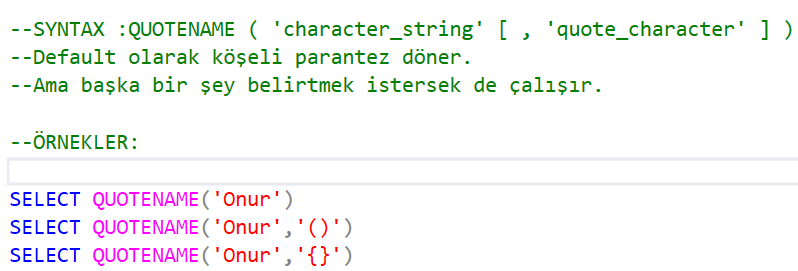 --SYNTAX :QUOTENAME ( 'character_string' [ , 'quote_character' ] )
--Default olarak köşeli parantez döner.
--Ama başka bir şey belirtmek istersek de çalışır.
--ÖRNEKLER:
SELECT QUOTENAME('Onur')
SELECT QUOTENAME('Onur','()')
SELECT QUOTENAME('Onur','{}')